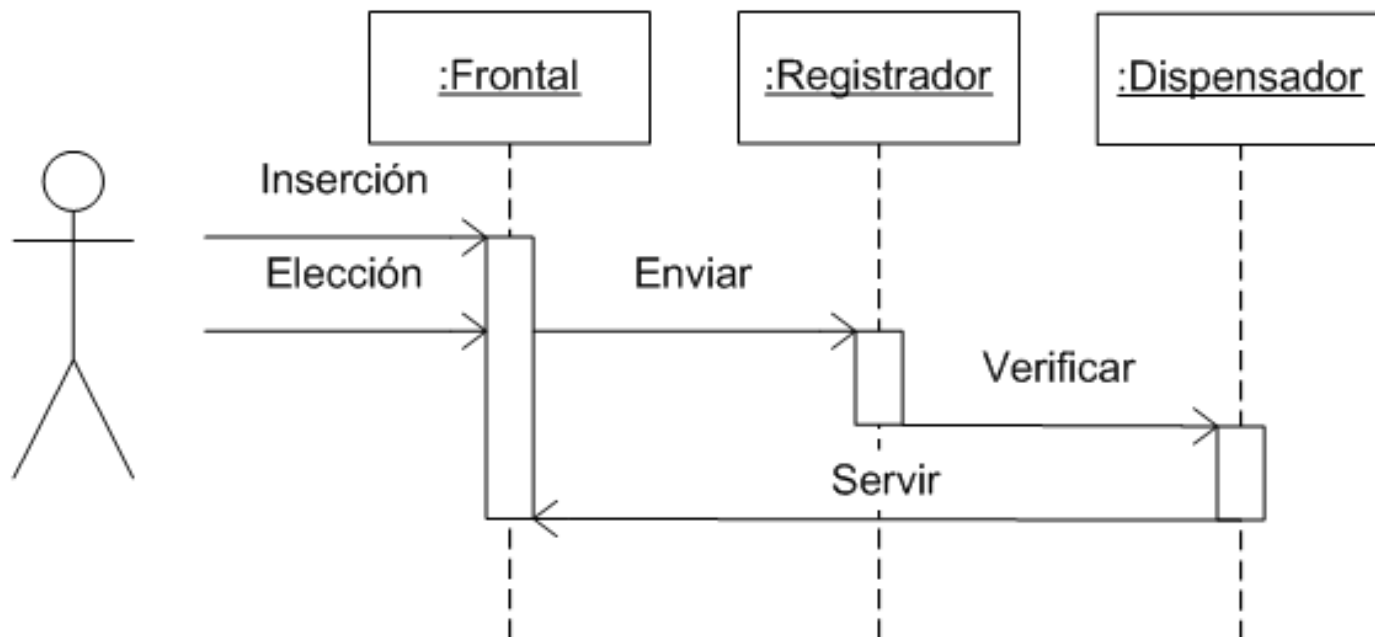 :Frontal
:Registrador
:Dispensador
Inserción
Elección
Enviar
Verificar
Servir